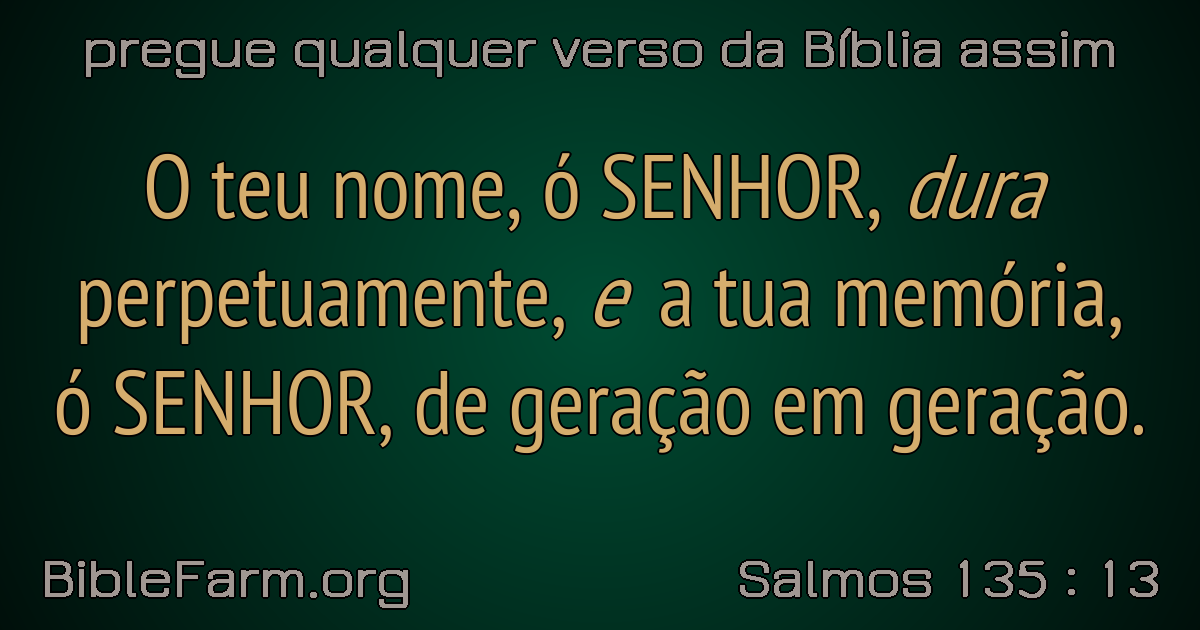 pregue qualquer verso da Bíblia assim
O teu nome, ó SENHOR, dura
perpetuamente, e a tua memória,
ó SENHOR, de geração em geração.
BibleFarm.org
Salmos 135 : 13